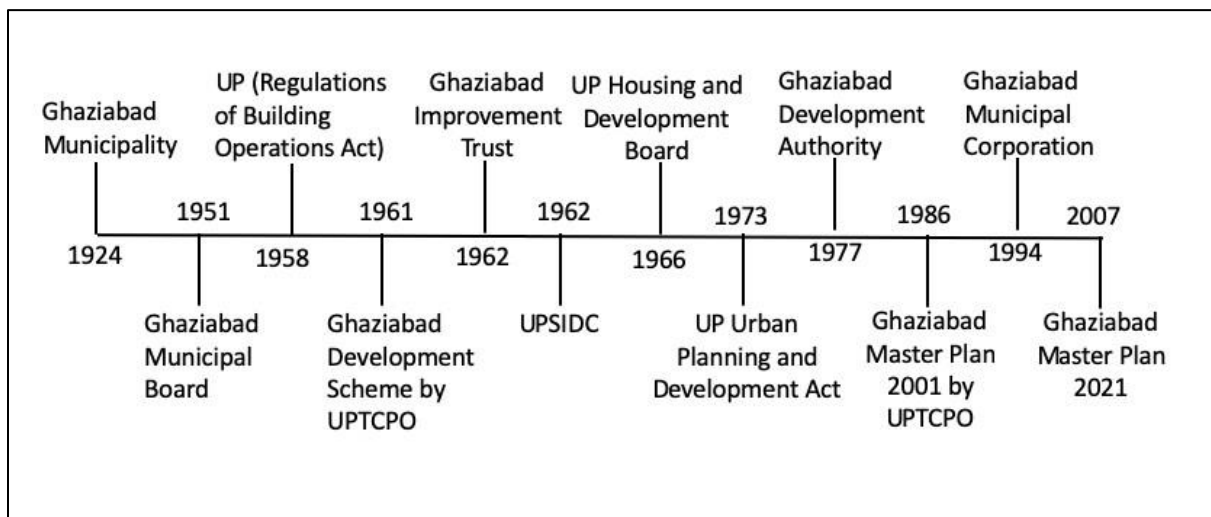 Ghaziabad
Municipality
UP (Regulations
of Building
Operations Act)
Ghaziabad
Improvement
Trust
UP Housing and
Development
Board
Ghaziabad
Development
Authority
Ghaziabad
Municipal
Corporation
1951
1961
1962
1973
1986
2007
1924
1958
1962
1966
1977
1994
Ghaziabad
Municipal
Board
Ghaziabad
Development
Scheme by
UPTCPO
UPSIDC
UP Urban
Planning and
Development Act
Ghaziabad
Master Plan
2001 by
UPTCPO
Ghaziabad
Master Plan
2021